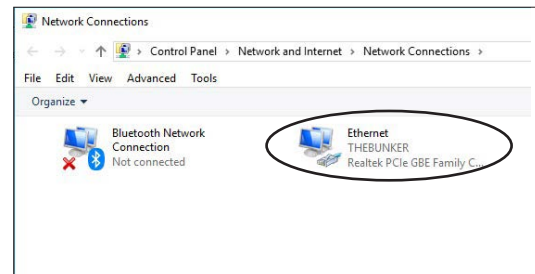 Network Connections
Control Panel > Network and Internet > Network Connections >
File Edit View Advanced Tools
Organize
Bluetooth Network
Connection
Not connected
Ethernet
THEBUNKER
Realtek PCIe GBE Family C...